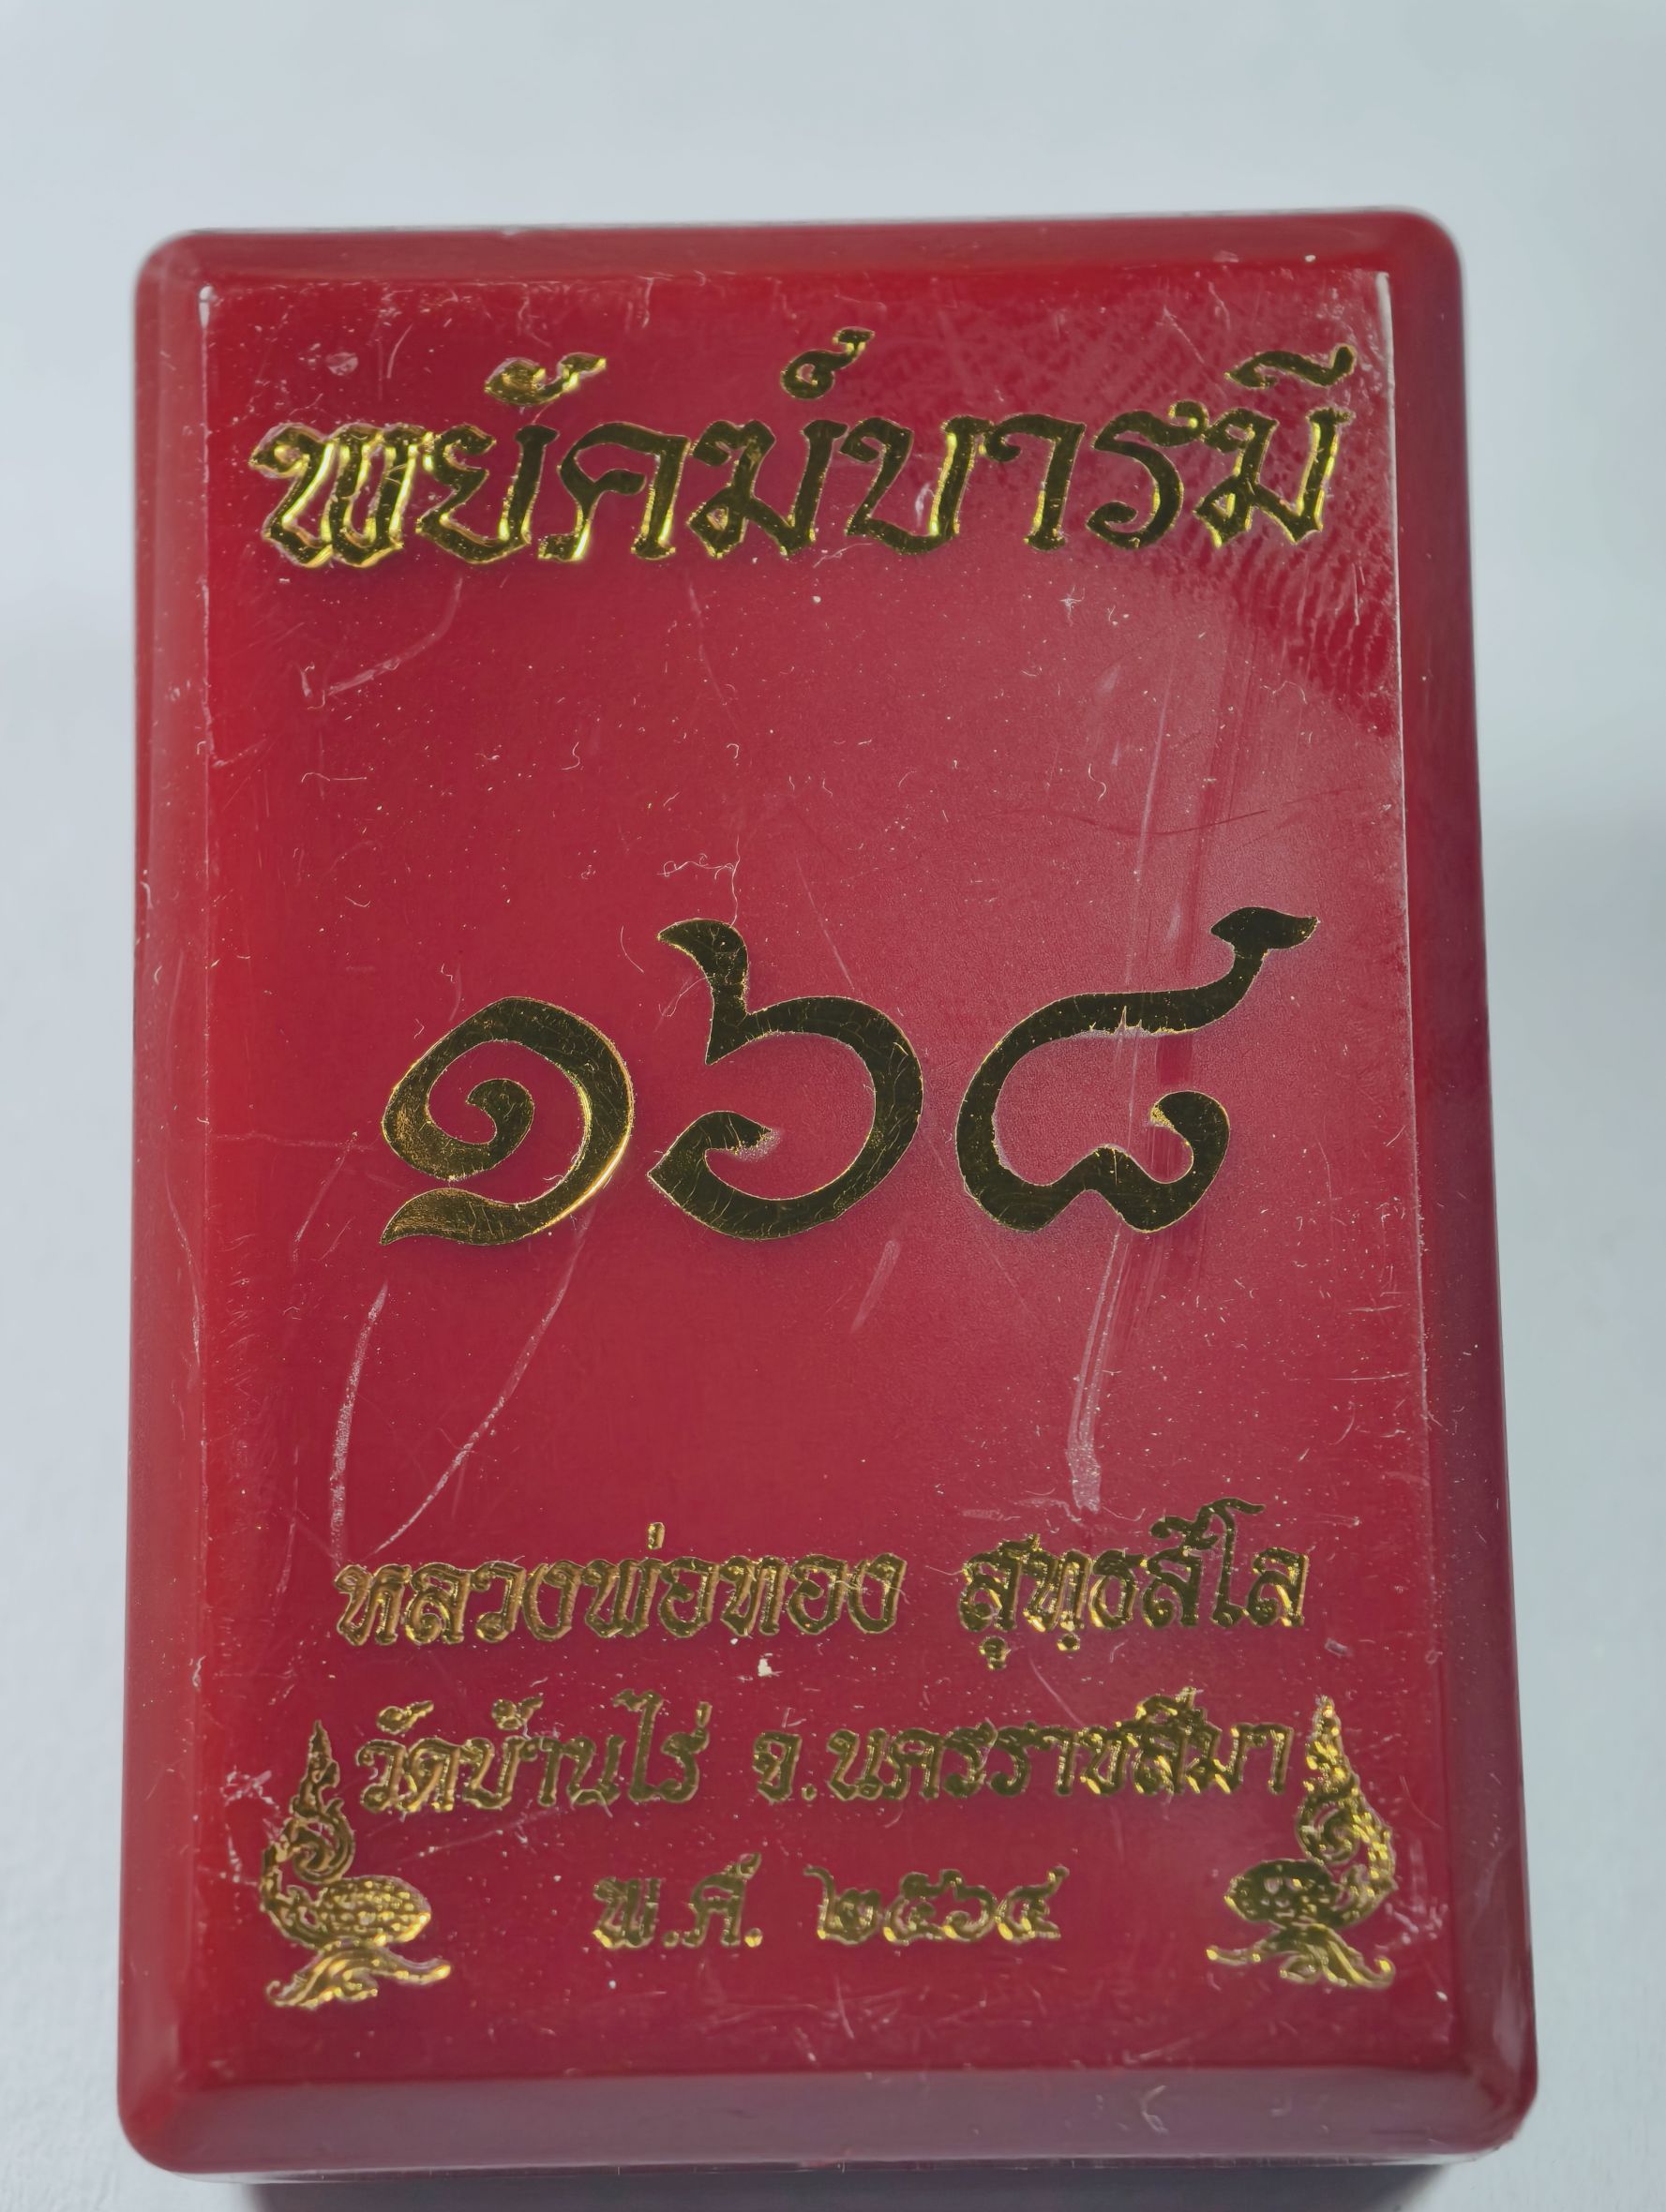 พยัคฆ์บารมี
๑๖๘
หลวงพ่อทอง สุทฺธสีโล
วัดบ้านไร่ จ.นครราชสีมา
พ.ศ. ๒๕๖๔